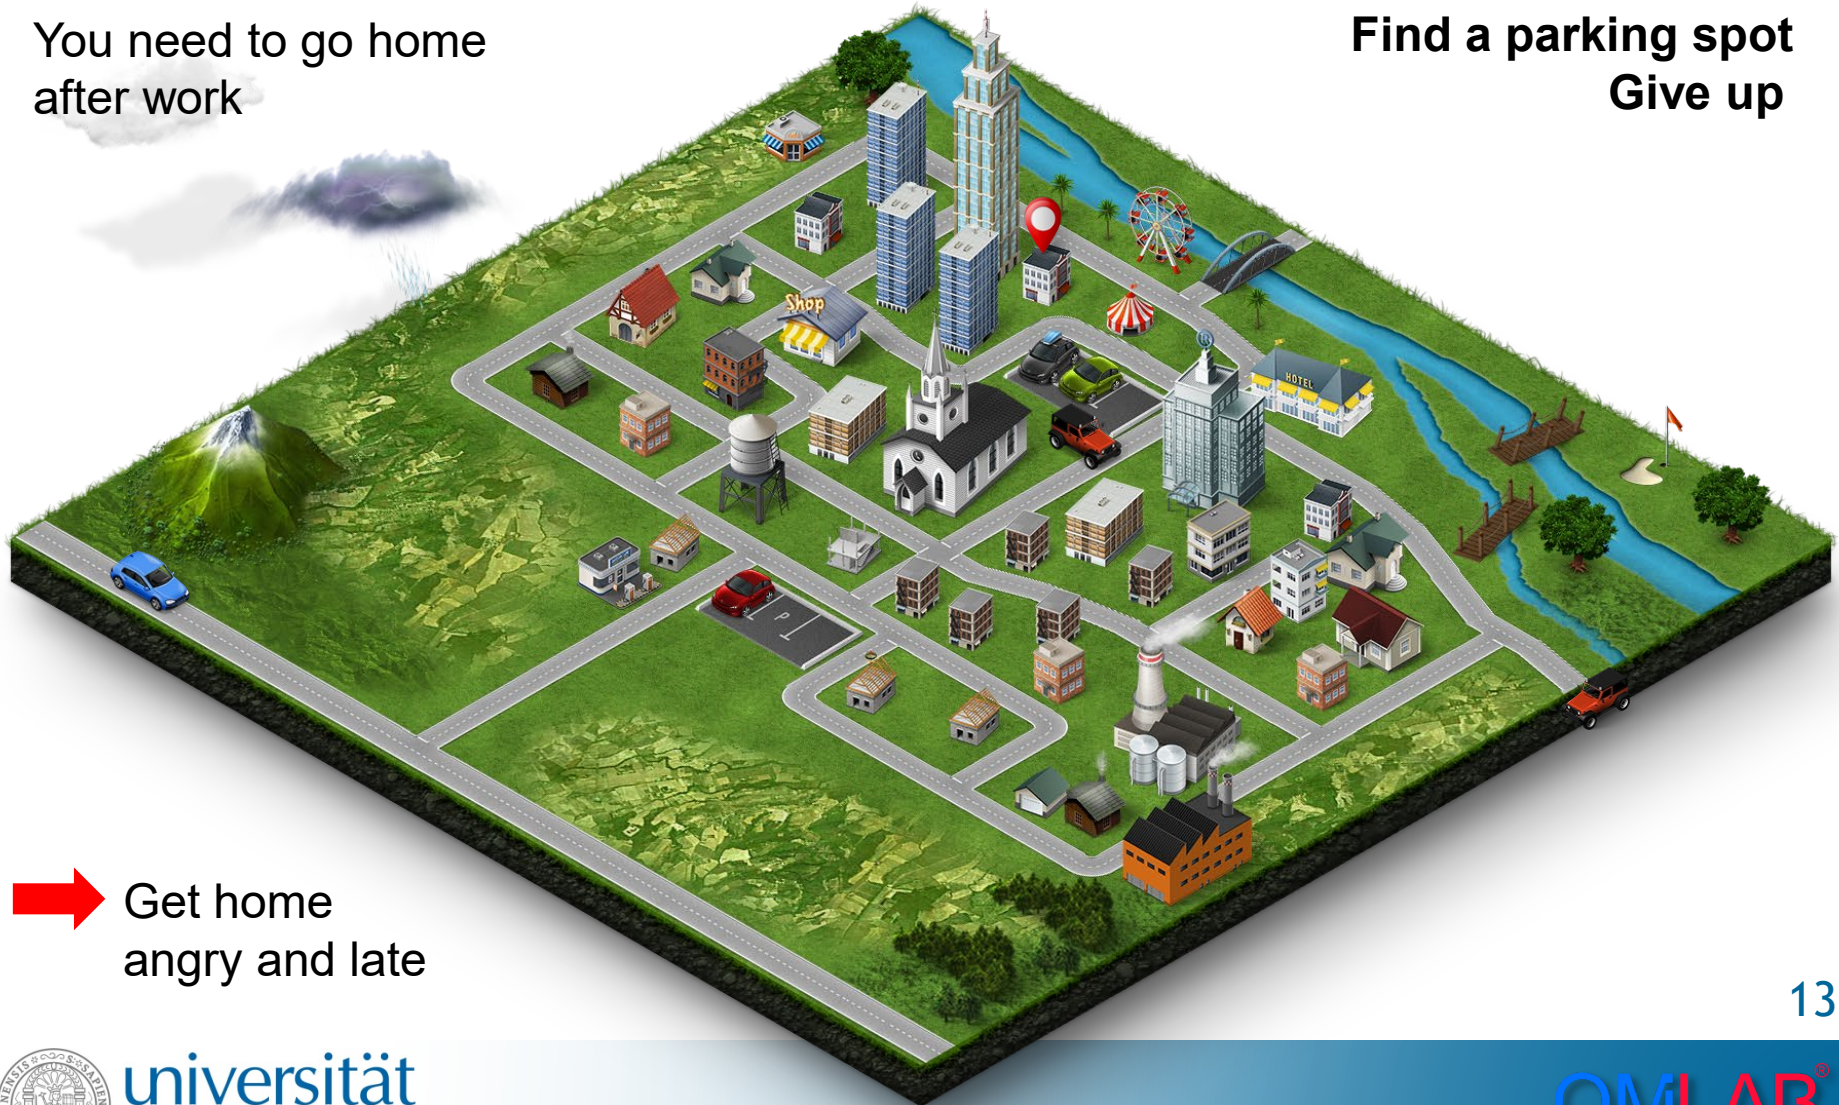 You need to go home
after work
Find a parking spot
Give up
Shop
HOTEL
P
Get home
angry and late
13
universität
OMLAB®